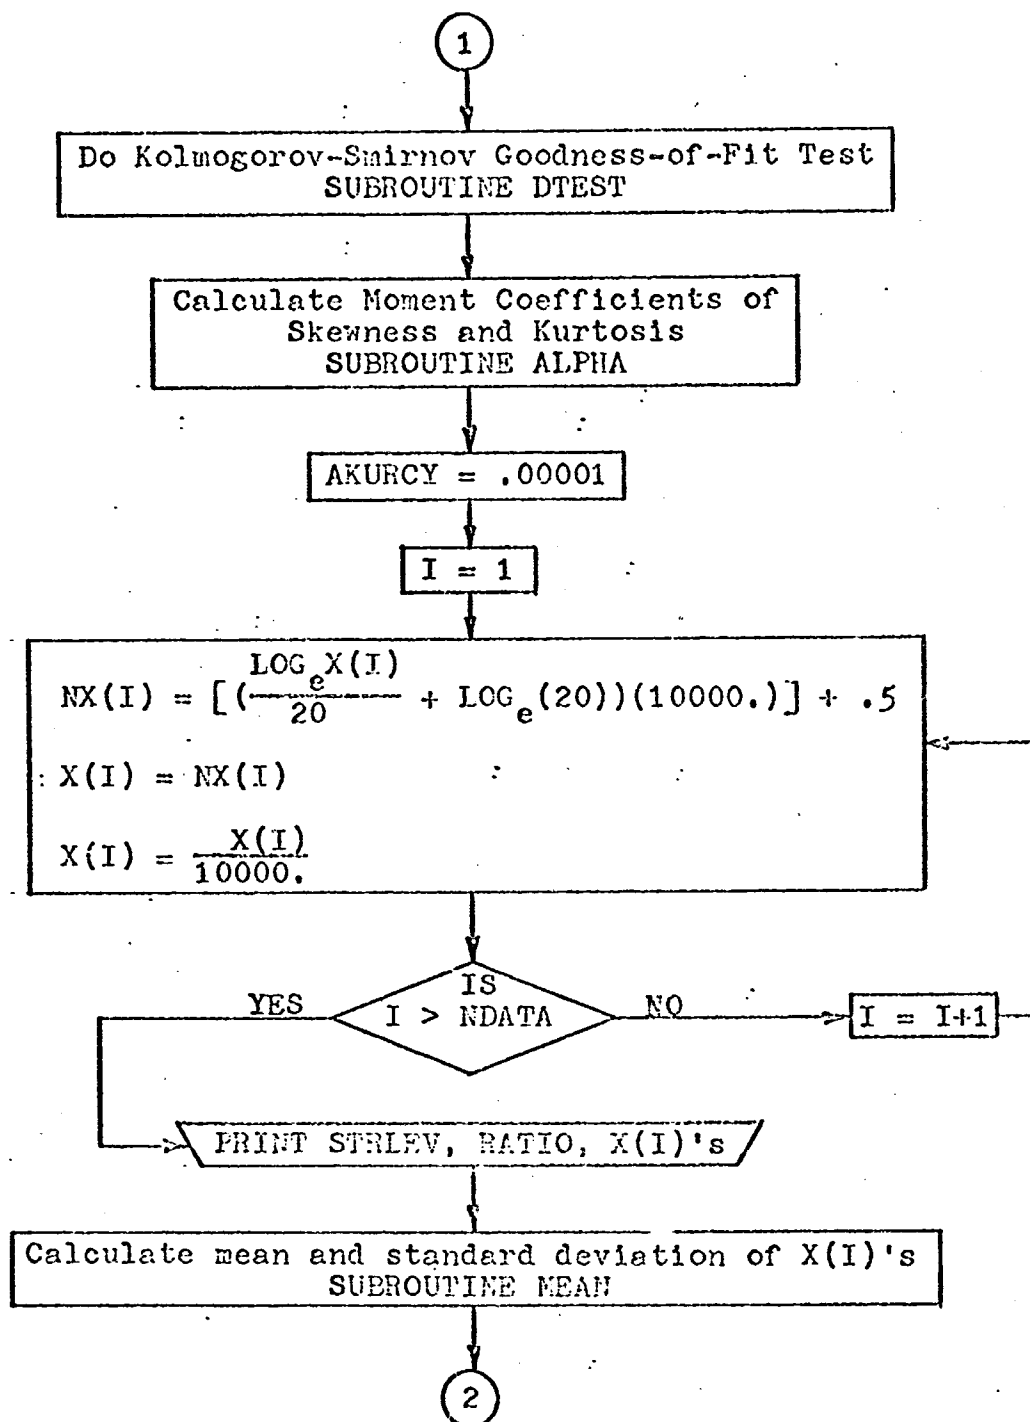 1
Do Kolmogorov-Smirnov Goodness-of-Fit Test
SUBROUTINE DTEST
Calculate Moment Coefficients of
Skewness and Kurtosis
SUBROUTINE ALPHA
AKURCY = .00001
I = 1
NX(I) = [(LOG_e X(I)/20 + LOG_e(20))(10000.)] + .5
X(I) = NX(I)
X(I) = X(I)/10000.
IS
I > NDATA
YES
NO
I = I+1
PRINT STRLEV, RATIO, X(I)'s
Calculate mean and standard deviation of X(I)'s
SUBROUTINE MEAN
2